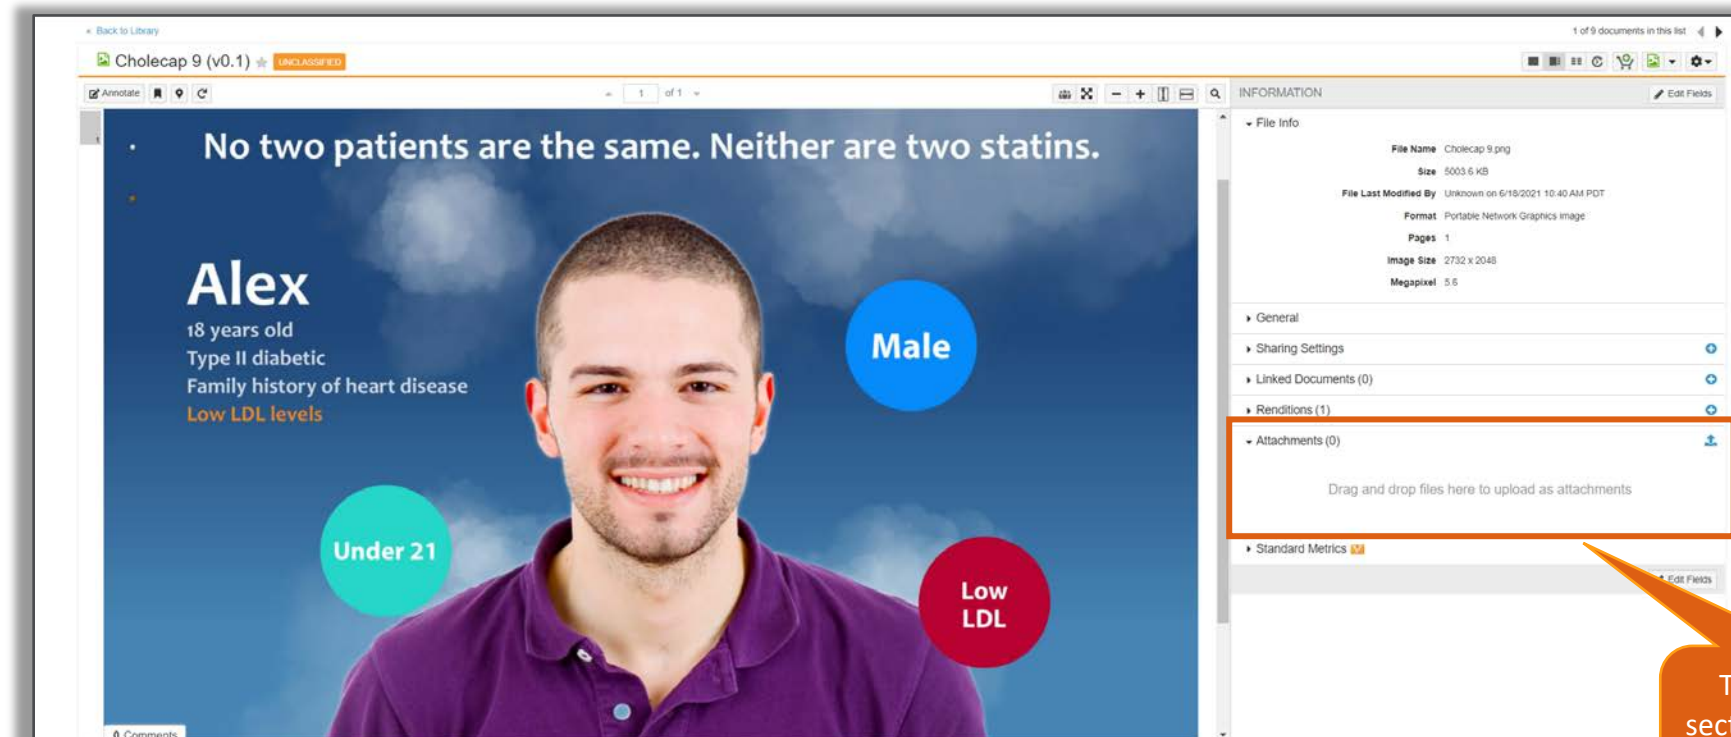 « Back to Library
1 of 9 documents in this list
Cholecap 9 (v0.1) UNCLASSIFIED
Annotate
1 of 1
INFORMATION
Edit Fields
1
No two patients are the same. Neither are two statins.
Alex
18 years old
Type II diabetic
Family history of heart disease
Low LDL levels
Male
Under 21
Low
LDL
0 Comments
File Info
File Name Cholecap 9.png
Size 5003.6 KB
File Last Modified By Unknown on 6/18/2021 10:40 AM PDT
Format Portable Network Graphics image
Pages 1
Image Size 2732 x 2048
Megapixel 5.6
General
Sharing Settings
Linked Documents (0)
Renditions (1)
Attachments (0)
Drag and drop files here to upload as attachments
Standard Metrics
Edit Fields